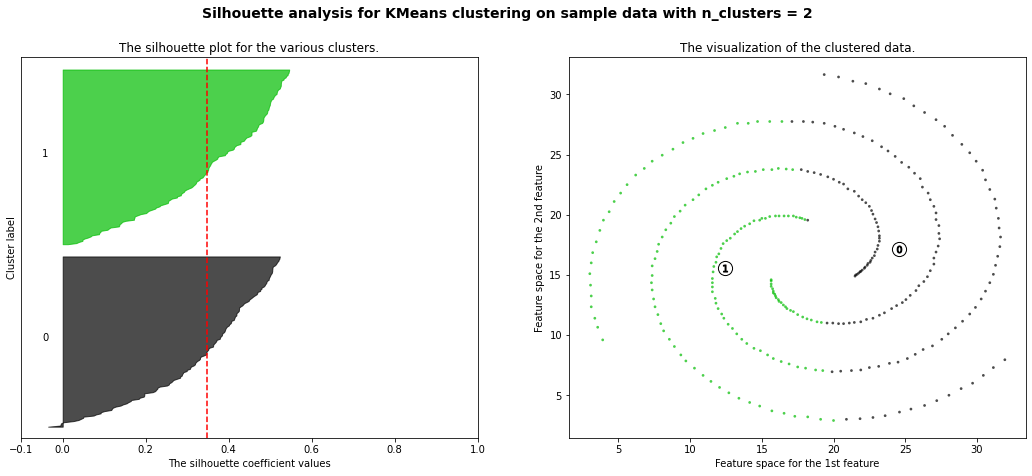 Silhouette analysis for KMeans clustering on sample data with n_clusters = 2
The silhouette plot for the various clusters.
Cluster label
1
0
-0.1 0.0 0.2 0.4 0.6 0.8 1.0
The silhouette coefficient values
The visualization of the clustered data.
Feature space for the 2nd feature
30
25
20
15
10
5
0
1
5 10 15 20 25 30
Feature space for the 1st feature